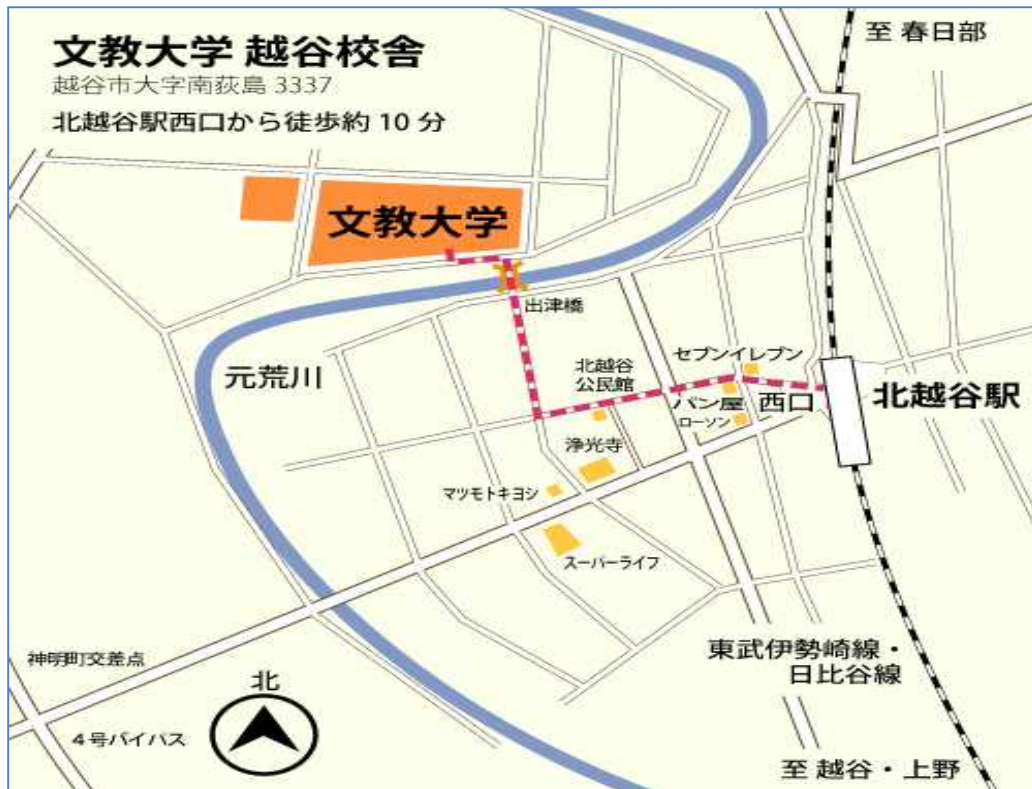 文教大学 越谷校舎
越谷市大字南荻島 3337
北越谷駅西口から徒歩約 10 分
至 春日部
文教大学
出津橋
元荒川
セブンイレブン
北越谷
公民館
パン屋
西口
北越谷駅
ローソン
浄光寺
マツモトキヨシ
スーパーライフ
東武伊勢崎線・
日比谷線
神明町交差点
北
4号バイパス
至 越谷・上野